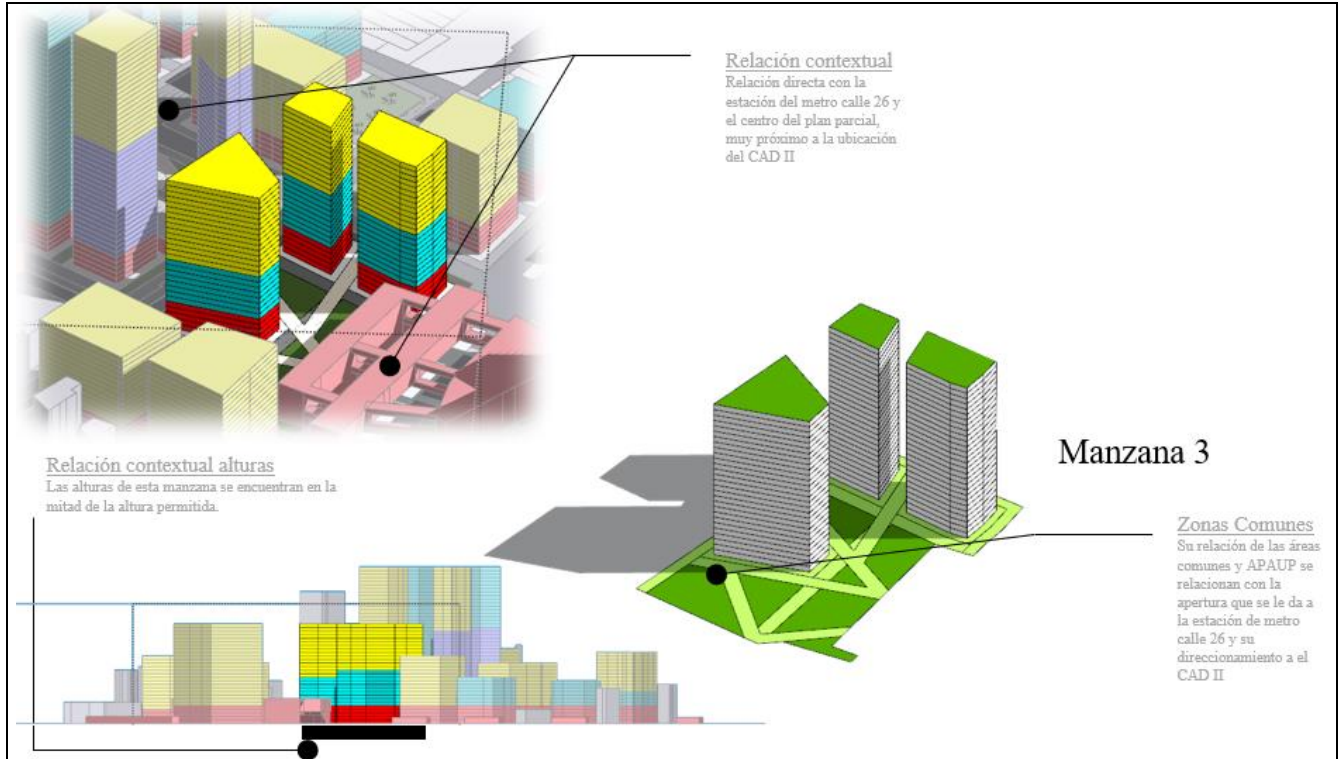 Relación contextual
Relación directa con la
estación del metro calle 26 y
el centro del plan parcial,
muy próximo a la ubicación
del CAD II
Relación contextual alturas
Las alturas de esta manzana se encuentran en la
mitad de la altura permitida.
Manzana 3
Zonas Comunes
Su relación de las áreas
comunes y APAUP se
relacionan con la
apertura que se le da a
la estación de metro
calle 26 y su
direccionamiento a el
CAD II